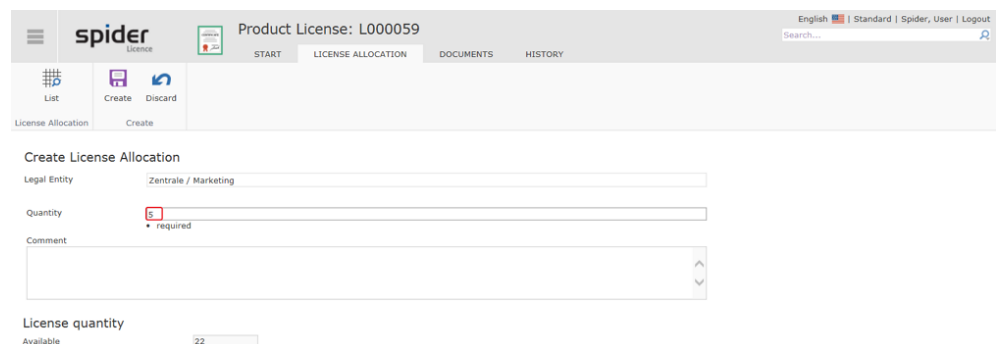 English | Standard | Spider, User | Logout
spider
Licence
Product License: L000059
Search...
START LICENSE ALLOCATION DOCUMENTS HISTORY
List Create Discard
License Allocation Create
Create License Allocation
Legal Entity Zentrale / Marketing
Quantity 5
• required
Comment
License quantity
Available 22